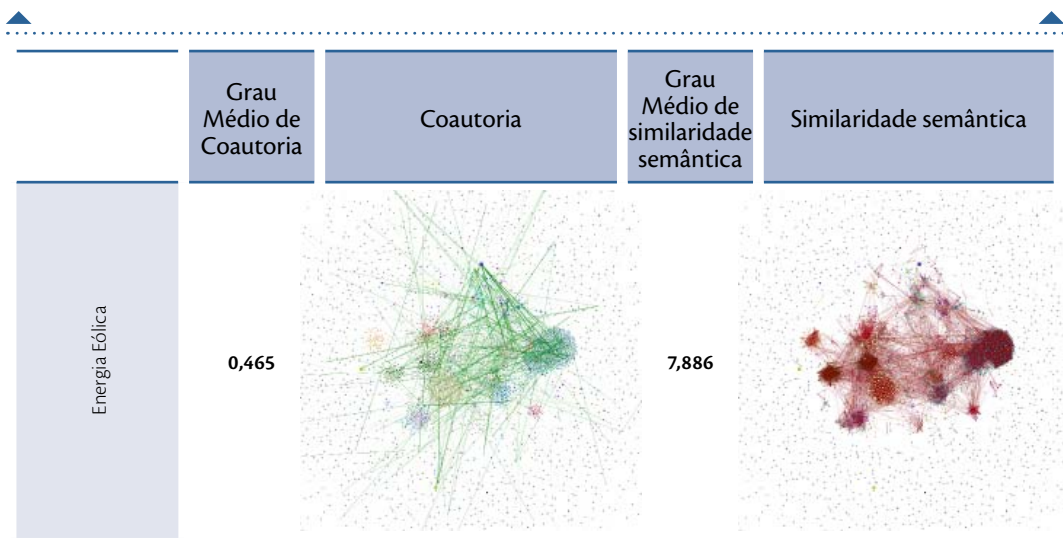 Grau
Médio de
Coautoria
Coautoria
Grau
Médio de
similaridade
semântica
Similaridade semântica
Energia Eólica
0,465
7,886